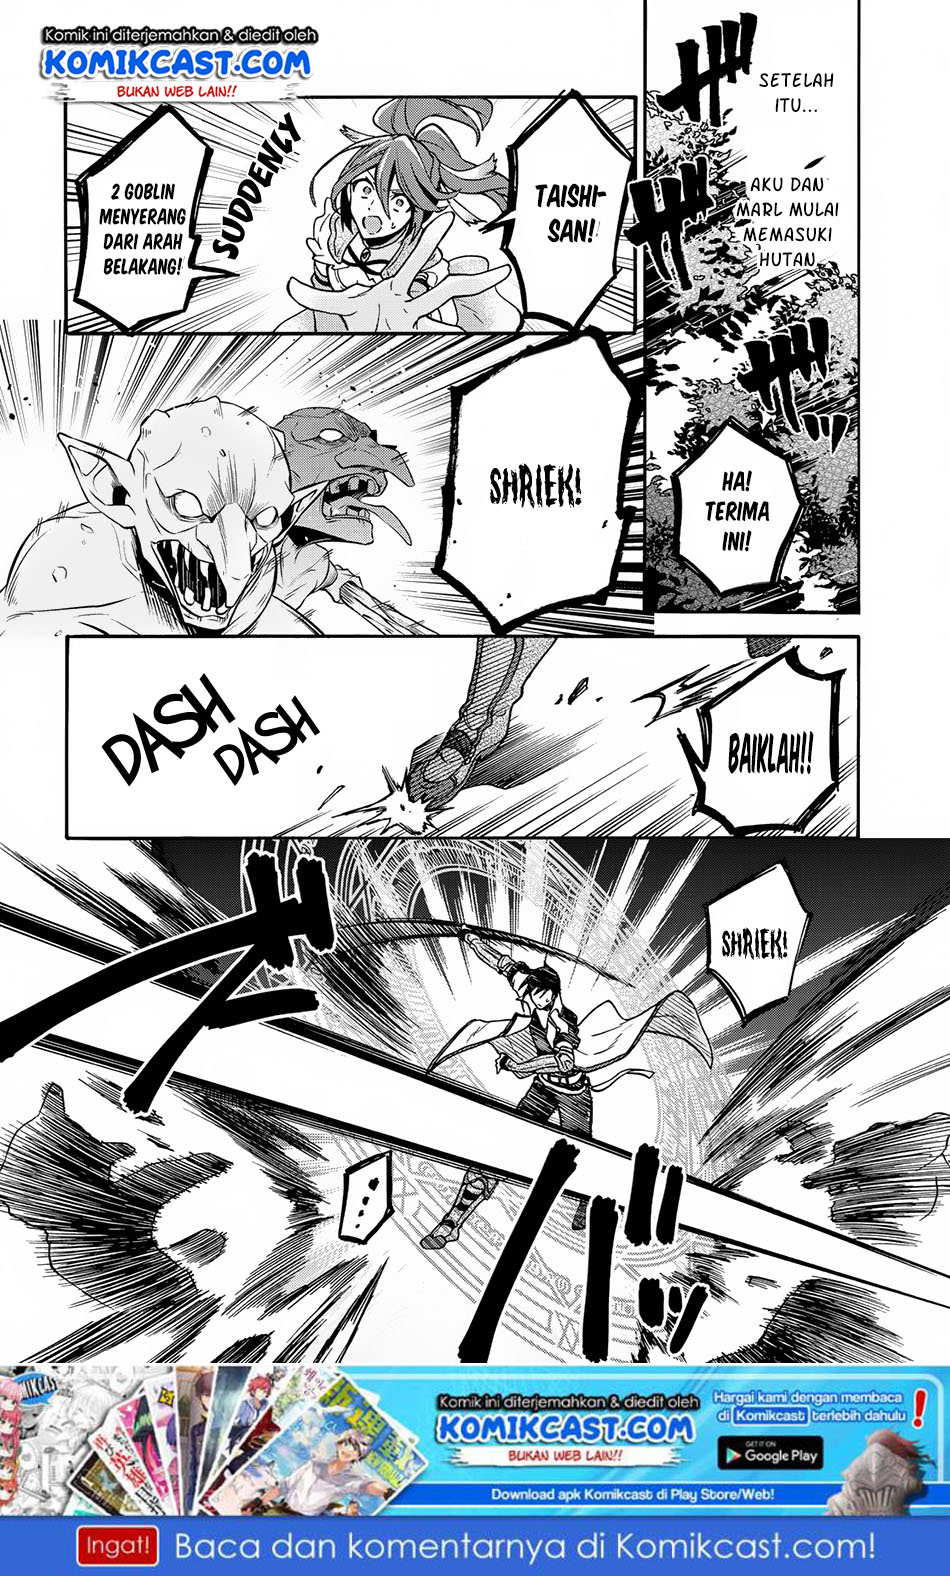 Komik ini diterjemahkan & diedit oleh
KOMIKCAST.COM
BUKAN WEB LAIN!!
SETELAH
ITU...
AKU DAN
MARL MULAI
MEMASUKI
HUTAN
HA!
TERIMA
INI!
TAISHI-
SAN!
SUDDENLY
2 GOBLIN
MENYERANG
DARI ARAH
BELAKANG!
SHRIEK!
BAIKLAH!!
DASH
DASH
SHRIEK!
....
Komik ini diterjemahkan & diedit oleh
KOMIKCAST.COM
BUKAN WEB LAIN!!
Hargai kami dengan membaca
di Komikcast terlebih dahulu !
GET IT ON
Google Play
Download apk Komikcast di Play Store/Web!
Ingat! Baca dan komentarnya di Komikcast.com!